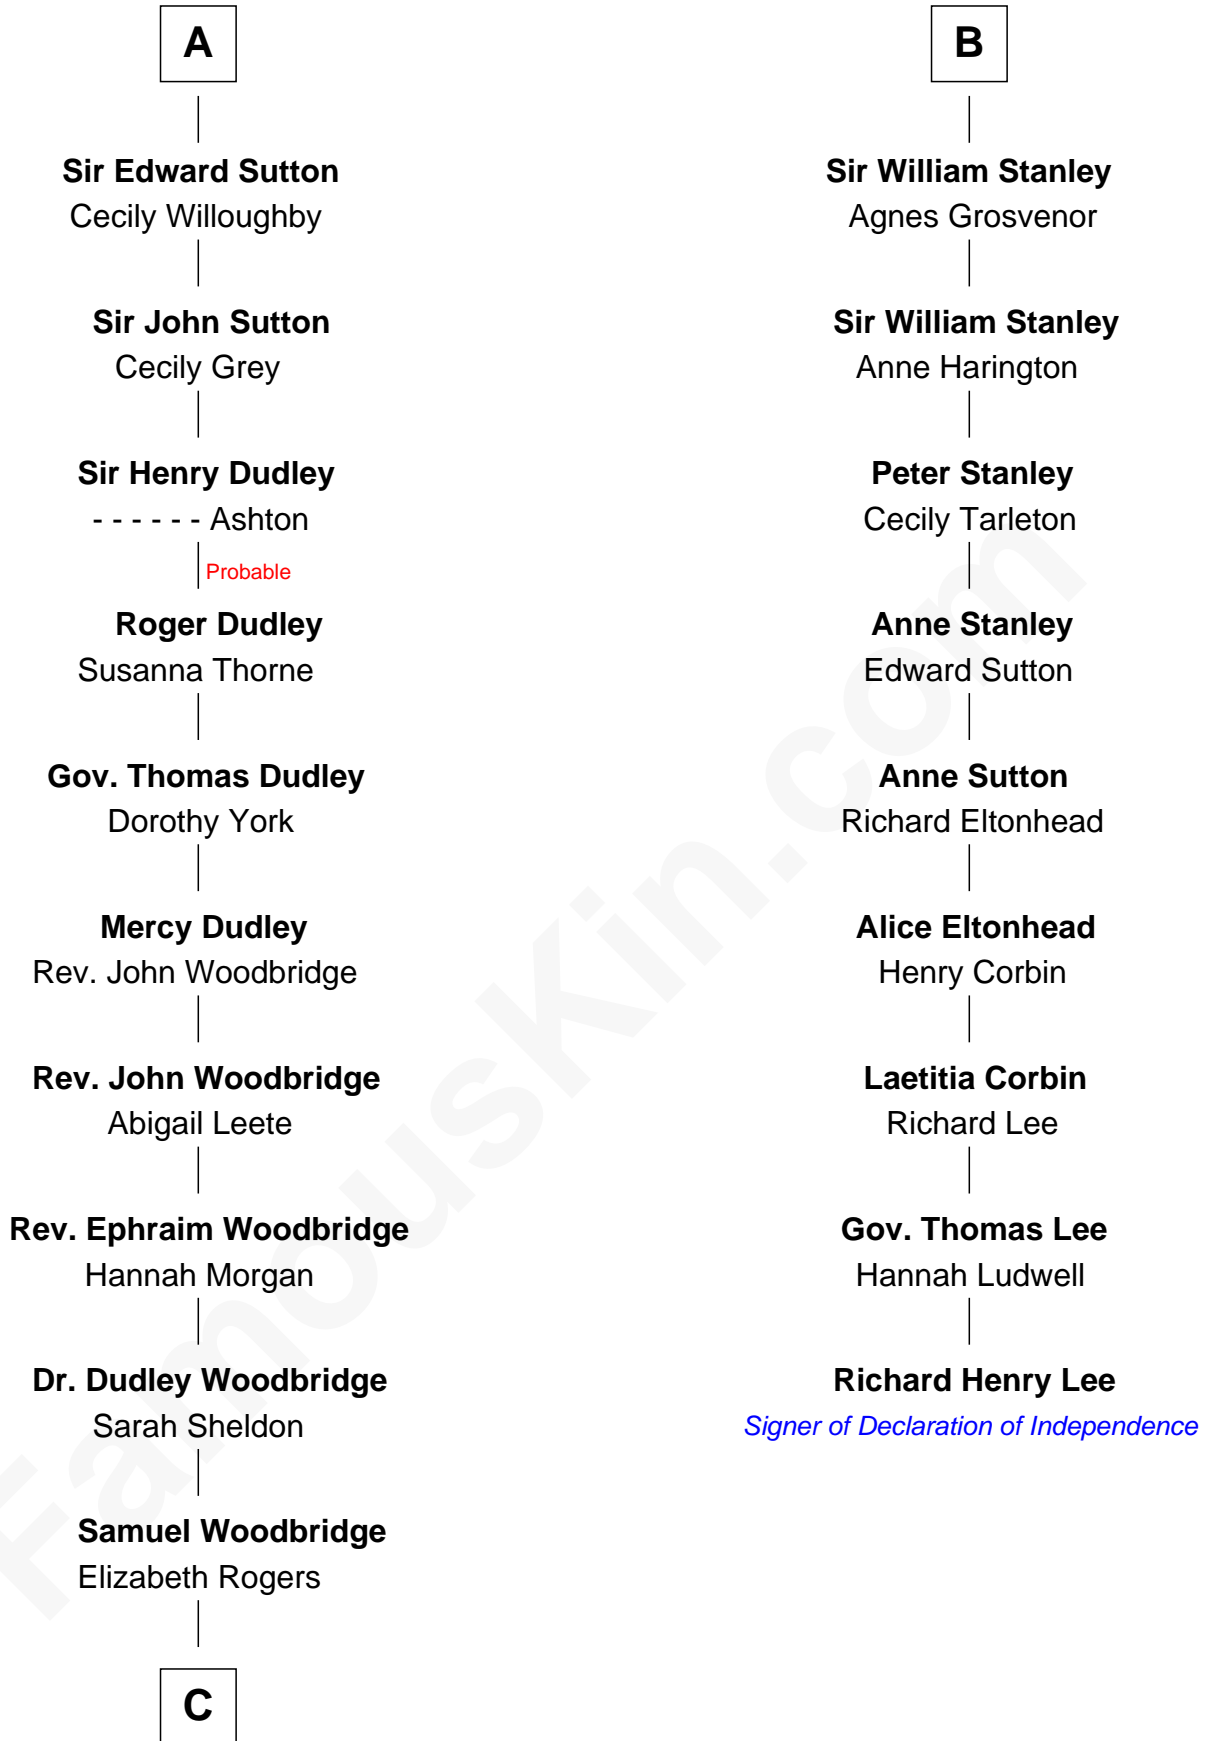 A
Sir Edward Sutton
Cecily Willoughby
Sir John Sutton
Cecily Grey
Sir Henry Dudley
- - - - - - Ashton
Probable
Roger Dudley
Susanna Thorne
Gov. Thomas Dudley
Dorothy York
Mercy Dudley
Rev. John Woodbridge
Rev. John Woodbridge
Abigail Leete
Rev. Ephraim Woodbridge
Hannah Morgan
Dr. Dudley Woodbridge
Sarah Sheldon
Samuel Woodbridge
Elizabeth Rogers
C
B
Sir William Stanley
Agnes Grosvenor
Sir William Stanley
Anne Harington
Peter Stanley
Cecily Tarleton
Anne Stanley
Edward Sutton
Anne Sutton
Richard Eltonhead
Alice Eltonhead
Henry Corbin
Laetitia Corbin
Richard Lee
Gov. Thomas Lee
Hannah Ludwell
Richard Henry Lee
Signer of Declaration of Independence
FamousKin.com